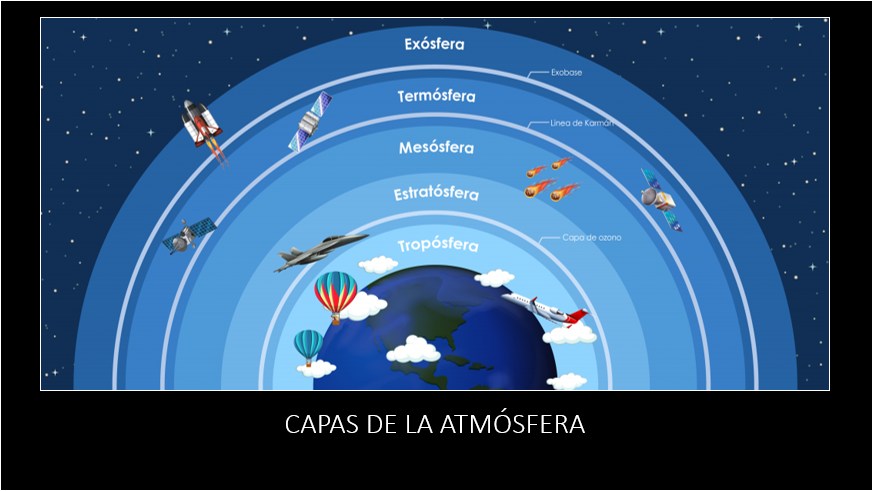 Exósfera
Exobase
Termósfera
Línea de Karmán
Mesósfera
Estratósfera
Capa de ozono
Tropósfera
CAPAS DE LA ATMÓSFERA